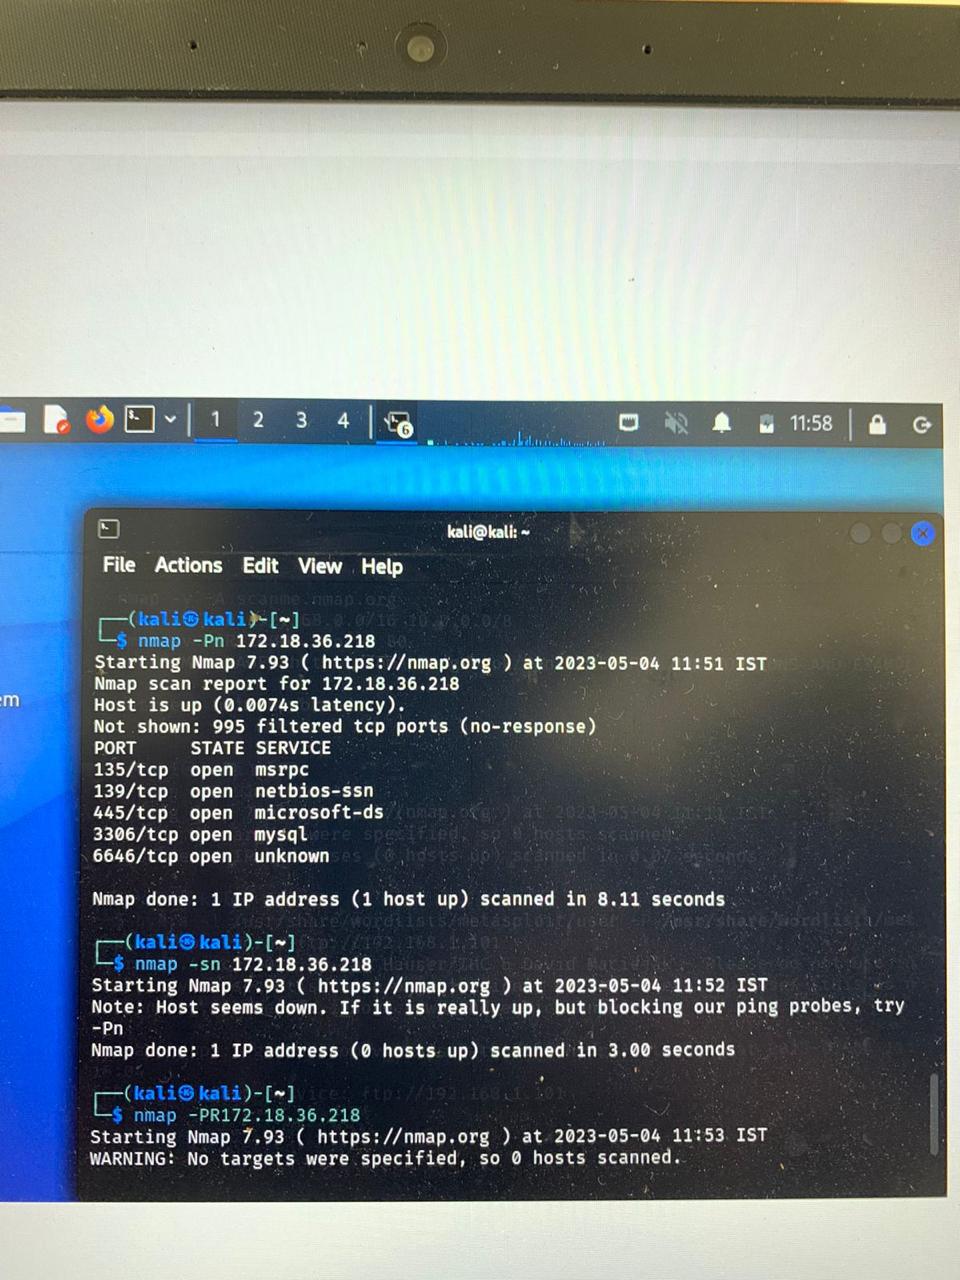 1 2 3 4 6 11:58
kali@kali: ~
File Actions Edit View Help
┌──(kali㉿kali)-[~]
└─$ nmap -Pn 172.18.36.218
Starting Nmap 7.93 ( https://nmap.org ) at 2023-05-04 11:51 IST
Nmap scan report for 172.18.36.218
Host is up (0.0074s latency).
Not shown: 995 filtered tcp ports (no-response)
PORT STATE SERVICE
135/tcp open msrpc
139/tcp open netbios-ssn
445/tcp open microsoft-ds
3306/tcp open mysql
6646/tcp open unknown
Nmap done: 1 IP address (1 host up) scanned in 8.11 seconds
┌──(kali㉿kali)-[~]
└─$ nmap -sn 172.18.36.218
Starting Nmap 7.93 ( https://nmap.org ) at 2023-05-04 11:52 IST
Note: Host seems down. If it is really up, but blocking our ping probes, try
-Pn
Nmap done: 1 IP address (0 hosts up) scanned in 3.00 seconds
┌──(kali㉿kali)-[~]
└─$ nmap -PR172.18.36.218
Starting Nmap 7.93 ( https://nmap.org ) at 2023-05-04 11:53 IST
WARNING: No targets were specified, so 0 hosts scanned.